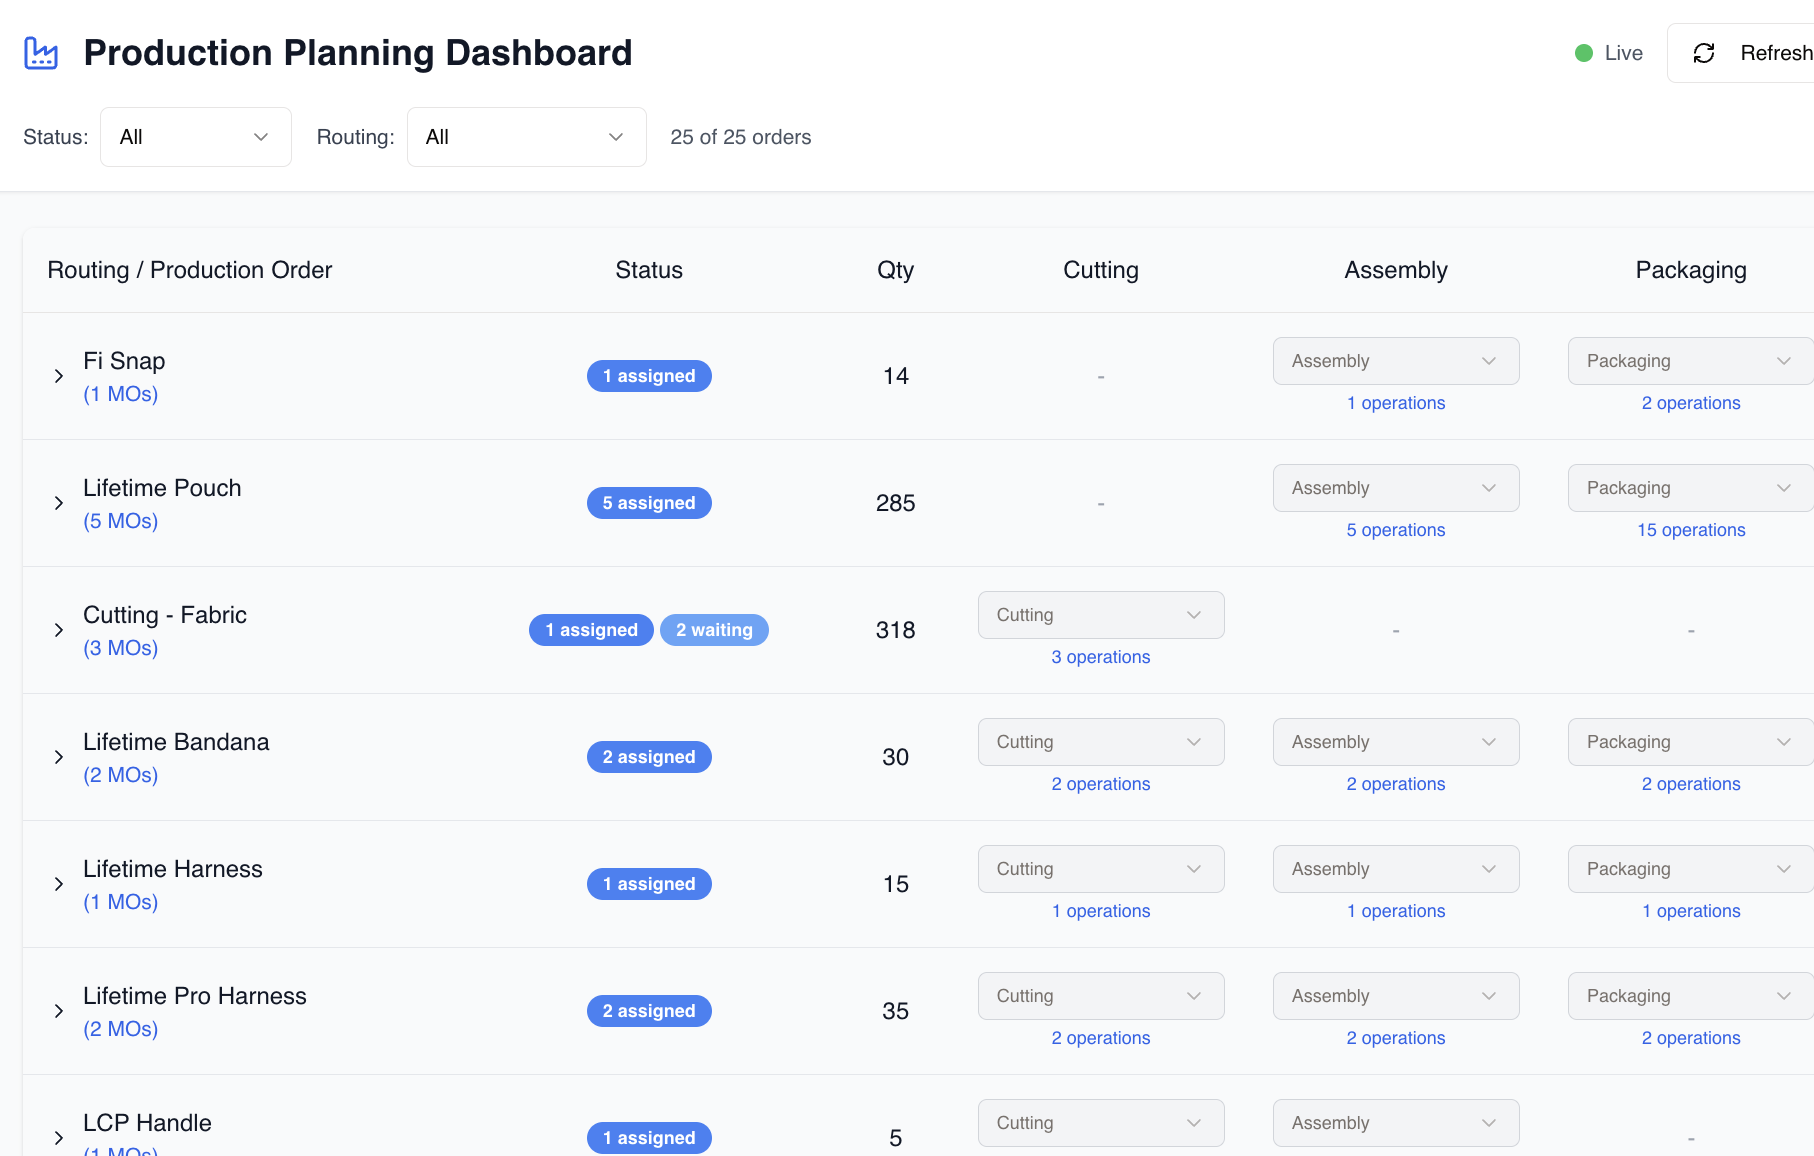 Production Planning Dashboard
Live
Refresh
Status:
All
Routing:
All
25 of 25 orders
Routing / Production Order
Status
Qty
Cutting
Assembly
Packaging
Fi Snap
(1 MOs)
1 assigned
14
-
Assembly
1 operations
Packaging
2 operations
Lifetime Pouch
(5 MOs)
5 assigned
285
-
Assembly
5 operations
Packaging
15 operations
Cutting - Fabric
(3 MOs)
1 assigned
2 waiting
318
Cutting
3 operations
-
-
Lifetime Bandana
(2 MOs)
2 assigned
30
Cutting
2 operations
Assembly
2 operations
Packaging
2 operations
Lifetime Harness
(1 MOs)
1 assigned
15
Cutting
1 operations
Assembly
1 operations
Packaging
1 operations
Lifetime Pro Harness
(2 MOs)
2 assigned
35
Cutting
2 operations
Assembly
2 operations
Packaging
2 operations
LCP Handle
(1 MOs)
1 assigned
5
Cutting
Assembly
-